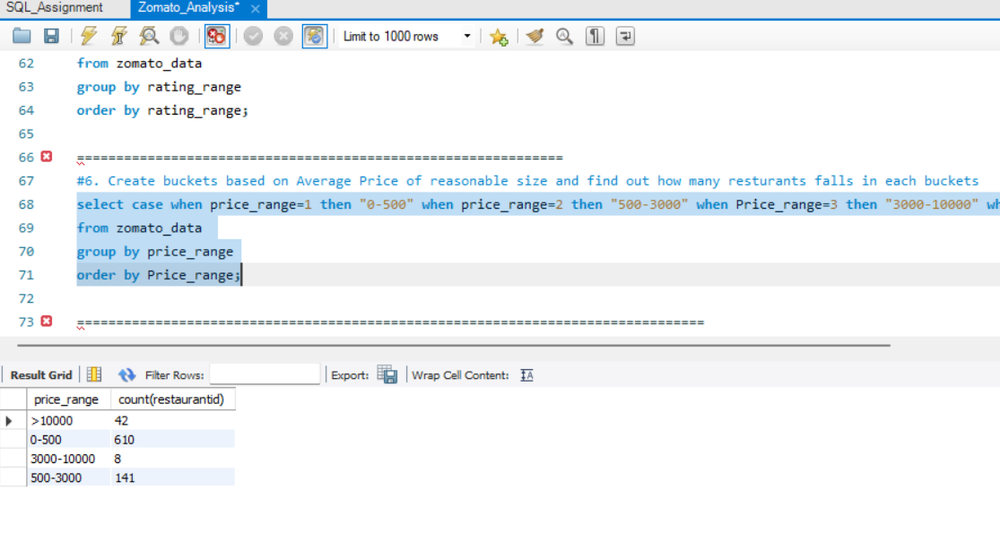 SQL_Assignment Zomato_Analysis* ×
Limit to 1000 rows
62 from zomato_data
63 group by rating_range
64 order by rating_range;
65
66 ==============================================================
67 #6. Create buckets based on Average Price of reasonable size and find out how many resturants falls in each buckets
68 select case when price_range=1 then "0-500" when price_range=2 then "500-3000" when Price_range=3 then "3000-10000" wh
69 from zomato_data
70 group by price_range
71 order by Price_range;
72
73 ================================================================================
Result Grid Filter Rows: Export: Wrap Cell Content:
price_range count(restaurantid)
>10000 42
0-500 610
3000-10000 8
500-3000 141